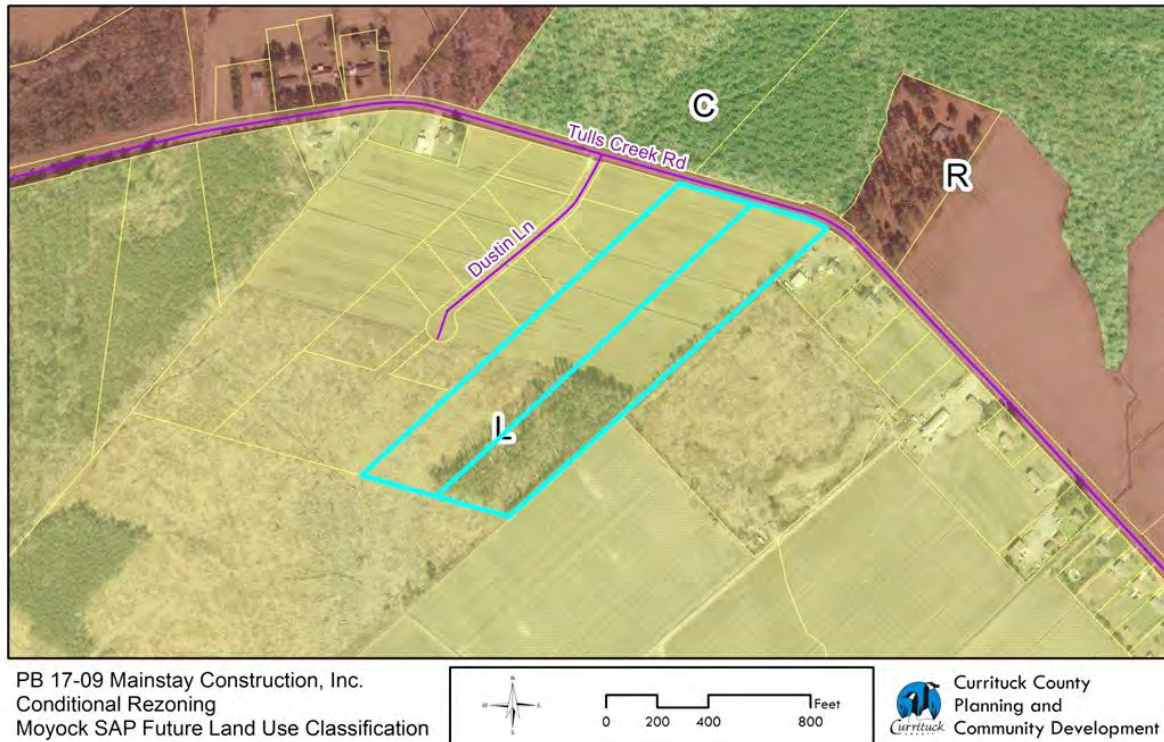 C
R
Tulls Creek Rd
Dustin Ln
L
PB 17-09 Mainstay Construction, Inc.
Conditional Rezoning
Moyock SAP Future Land Use Classification
N
W
E
S
Feet
0 200 400 800
Currituck
COUNTY
Currituck County
Planning and
Community Development